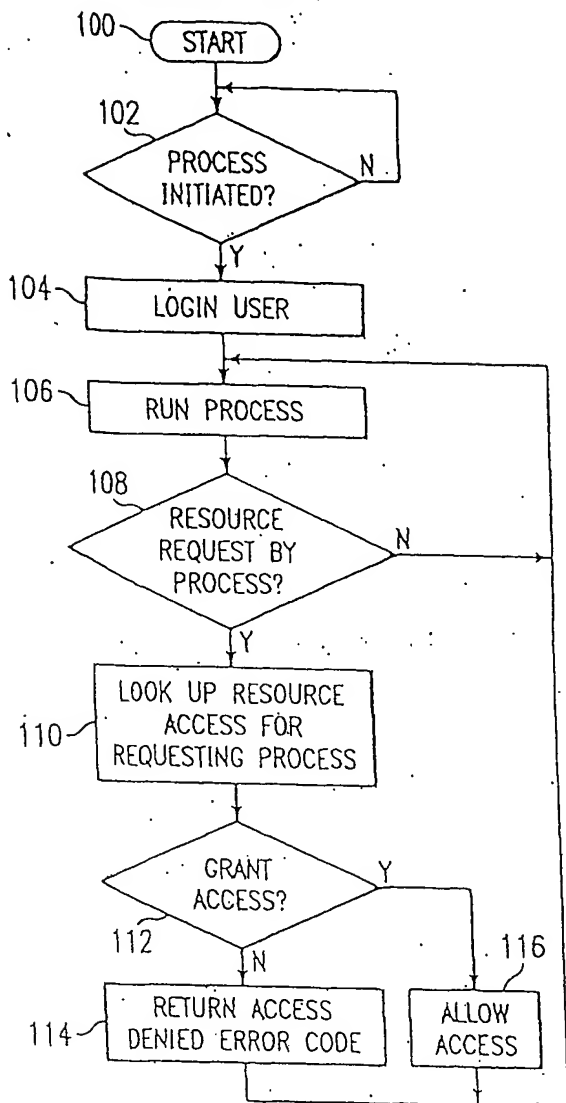 100
START
102
PROCESS
INITIATED?
N
Y
104
LOGIN USER
106
RUN PROCESS
108
RESOURCE
REQUEST BY
PROCESS?
N
Y
110
LOOK UP RESOURCE
ACCESS FOR
REQUESTING PROCESS
GRANT
ACCESS?
Y
112
N
116
114
RETURN ACCESS
DENIED ERROR CODE
ALLOW
ACCESS